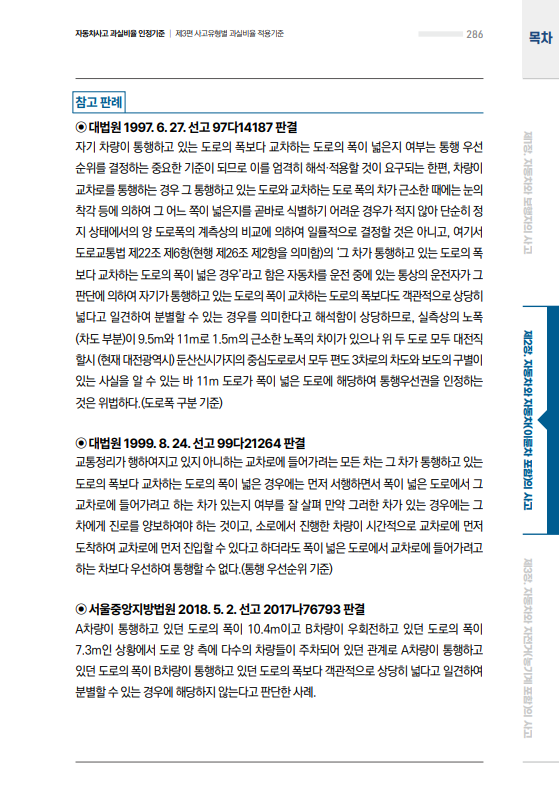 자동차사고 과실비율 인정기준 | 제3편 사고유형별 과실비율 적용기준
286
목차
참고 판례
◉ 대법원 1997. 6. 27. 선고 97다14187 판결
자기 차량이 통행하고 있는 도로의 폭보다 교차하는 도로의 폭이 넓은지 여부는 통행 우선
순위를 결정하는 중요한 기준이 되므로 이를 엄격히 해석·적용할 것이 요구되는 한편, 차량이
교차로를 통행하는 경우 그 통행하고 있는 도로와 교차하는 도로 폭의 차가 근소한 때에는 눈의
착각 등에 의하여 그 어느 쪽이 넓은지를 곧바로 식별하기 어려운 경우가 적지 않아 단순히 정
지 상태에서의 양 도로폭의 계측상의 비교에 의하여 일률적으로 결정할 것은 아니고, 여기서
도로교통법 제22조 제6항(현행 제26조 제2항을 의미함)의 '그 차가 통행하고 있는 도로의 폭
보다 교차하는 도로의 폭이 넓은 경우'라고 함은 자동차를 운전 중에 있는 통상의 운전자가 그
판단에 의하여 자기가 통행하고 있는 도로의 폭이 교차하는 도로의 폭보다도 객관적으로 상당히
넓다고 일견하여 분별할 수 있는 경우를 의미한다고 해석함이 상당하므로, 실측상의 노폭
(차도 부분)이 9.5m와 11m로 1.5m의 근소한 노폭의 차이가 있으나 위 두 도로 모두 대전직
할시 (현재 대전광역시) 둔산신시가지의 중심도로로서 모두 편도 3차로의 차도와 보도의 구별이
있는 사실을 알 수 있는 바 11m 도로가 폭이 넓은 도로에 해당하여 통행우선권을 인정하는
것은 위법하다.(도로폭 구분 기준)
◉ 대법원 1999. 8. 24. 선고 99다21264 판결
교통정리가 행하여지고 있지 아니하는 교차로에 들어가려는 모든 차는 그 차가 통행하고 있는
도로의 폭보다 교차하는 도로의 폭이 넓은 경우에는 먼저 서행하면서 폭이 넓은 도로에서 그
교차로에 들어가려고 하는 차가 있는지 여부를 잘 살펴 만약 그러한 차가 있는 경우에는 그
차에게 진로를 양보하여야 하는 것이고, 소로에서 진행한 차량이 시간적으로 교차로에 먼저
도착하여 교차로에 먼저 진입할 수 있다고 하더라도 폭이 넓은 도로에서 교차로에 들어가려고
하는 차보다 우선하여 통행할 수 없다.(통행 우선순위 기준)
◉ 서울중앙지방법원 2018. 5. 2. 선고 2017나76793 판결
A차량이 통행하고 있던 도로의 폭이 10.4m이고 B차량이 우회전하고 있던 도로의 폭이
7.3m인 상황에서 도로 양 측에 다수의 차량들이 주차되어 있던 관계로 A차량이 통행하고
있던 도로의 폭이 B차량이 통행하고 있던 도로의 폭보다 객관적으로 상당히 넓다고 일견하여
분별할 수 있는 경우에 해당하지 않는다고 판단한 사례.
제1장. 자동차와 보행자의 사고
제2장. 자동차와 자동차(이륜차 포함)의 사고
제3장. 자동차와 자전거(농기계 포함)의 사고